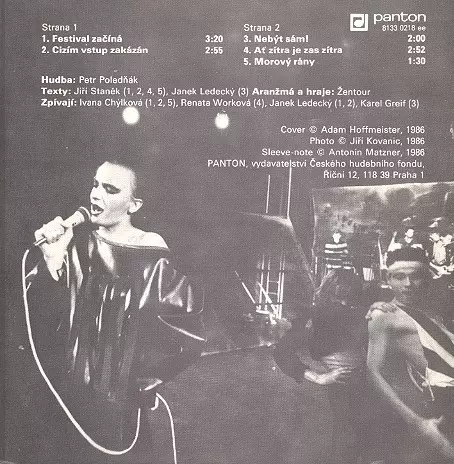 Strana 1
1. Festival začíná 3:20
2. Cizím vstup zakázán 2:55
Strana 2
3. Nebýt sám! 2:00
4. Ať zítra je zas zítra 2:52
5. Morový rány 1:30
panton
8133 0218 ee
Hudba: Petr Poledňák
Texty: Jiří Staněk (1, 2, 4, 5), Janek Ledecký (3) Aranžmá a hraje: Žentour
Zpívají: Ivana Chýlková (1, 2, 5), Renata Worková (4), Janek Ledecký (1, 2), Karel Greif (3)
Cover © Adam Hoffmeister, 1986
Photo © Jiří Kovanic, 1986
Sleeve-note © Antonín Matzner, 1986
PANTON, vydavatelství Českého hudebního fondu,
Říční 12, 118 39 Praha 1